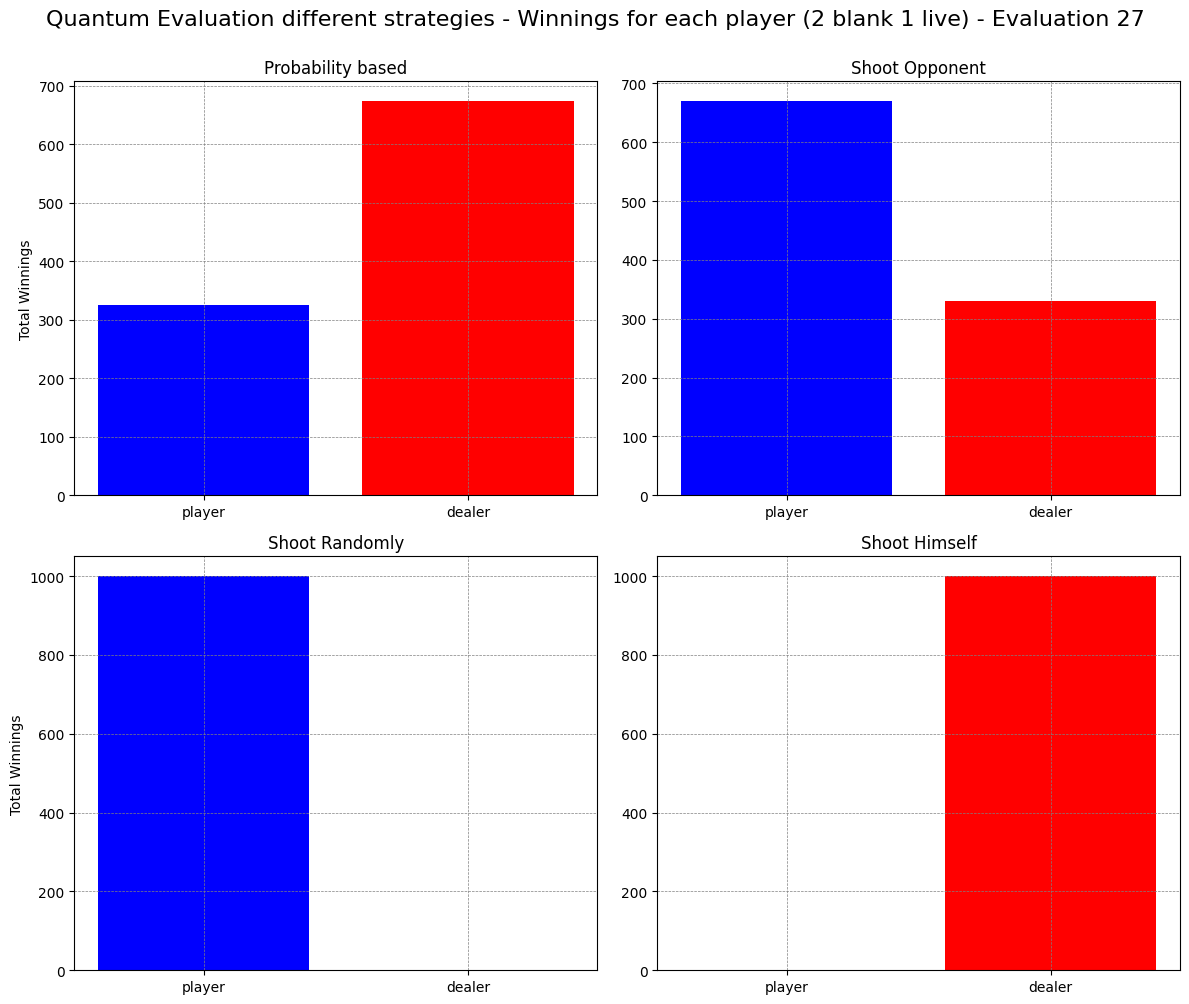 Quantum Evaluation different strategies - Winnings for each player (2 blank 1 live) - Evaluation 27
Probability based
700
600
500
400
300
200
100
0
Total Winnings
player
dealer
Shoot Opponent
700
600
500
400
300
200
100
0
player
dealer
Shoot Randomly
1000
800
600
400
200
0
Total Winnings
player
dealer
Shoot Himself
1000
800
600
400
200
0
player
dealer